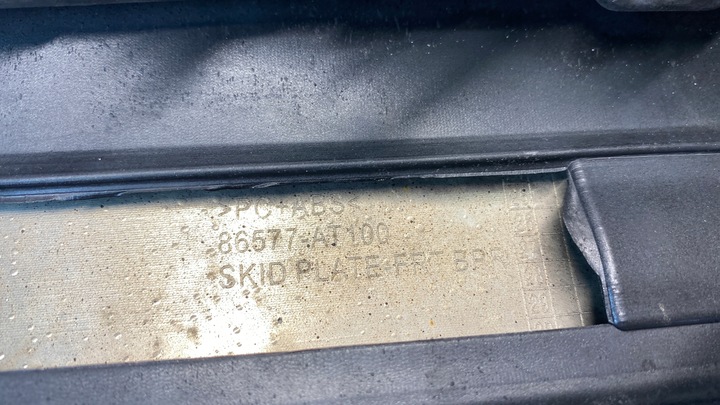 >PC+ABS<
86577-AT100
SKID PLATE-FRT BPR